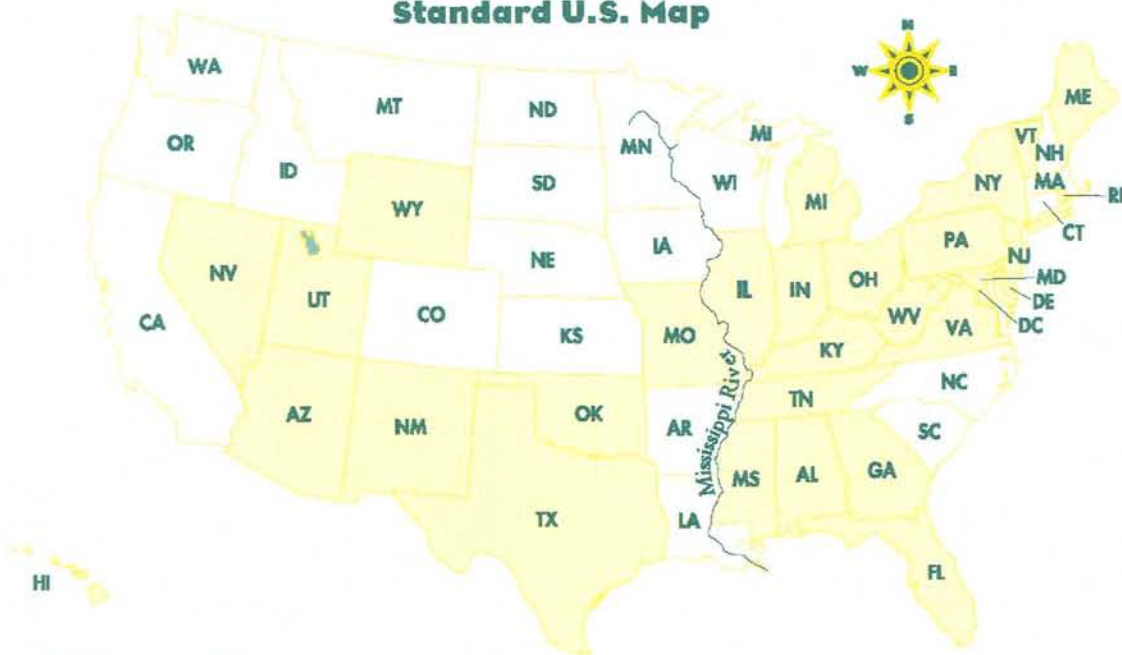 Standard U.S. Map
N
W E
S
WA
MT
ND
MN
MI
ME
VT
NH
OR
ID
SD
WI
MI
NY
MA
RI
CT
WY
IA
PA
NJ
NV
NE
IL
IN
OH
MD
DE
UT
CO
WV
VA
DC
CA
KS
MO
KY
Mississippi River
NC
AZ
NM
OK
AR
TN
SC
MS
AL
GA
TX
LA
HI
FL